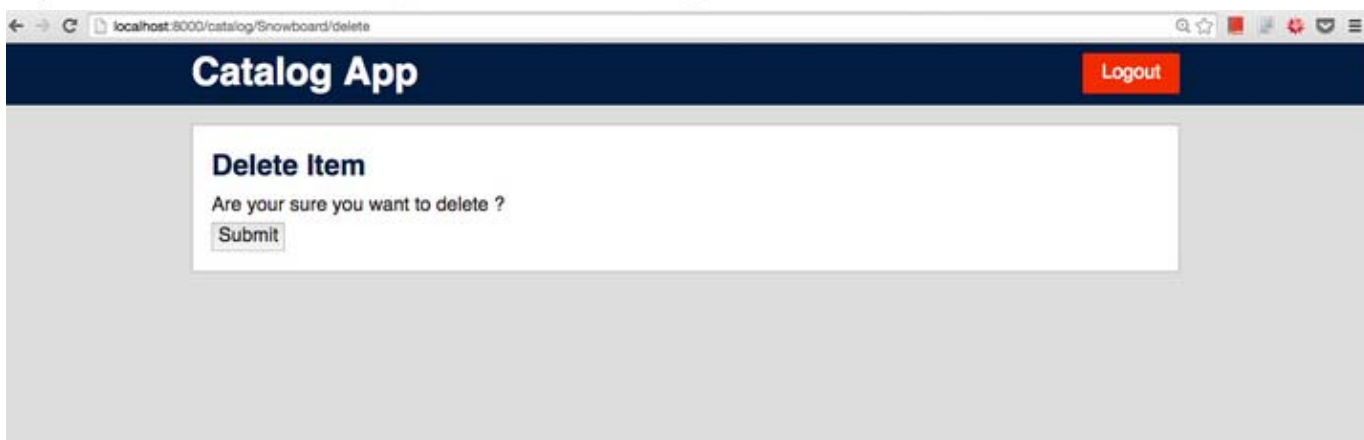 localhost:8000/catalog/Snowboard/delete
Catalog App
Logout
Delete Item
Are your sure you want to delete ?
Submit